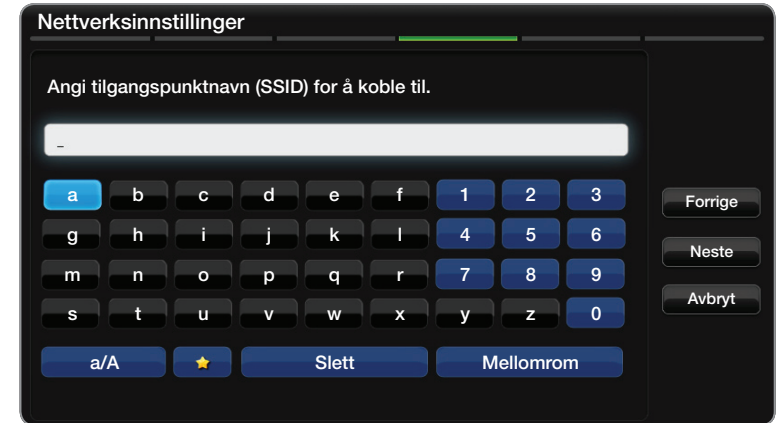 Nettverksinnstillinger
Angi tilgangspunktnavn (SSID) for å koble til.
_
a b c d e f 1 2 3
g h i j k l 4 5 6
m n o p q r 7 8 9
s t u v w x y z 0
a/A Slett Mellomrom
Forrige
Neste
Avbryt